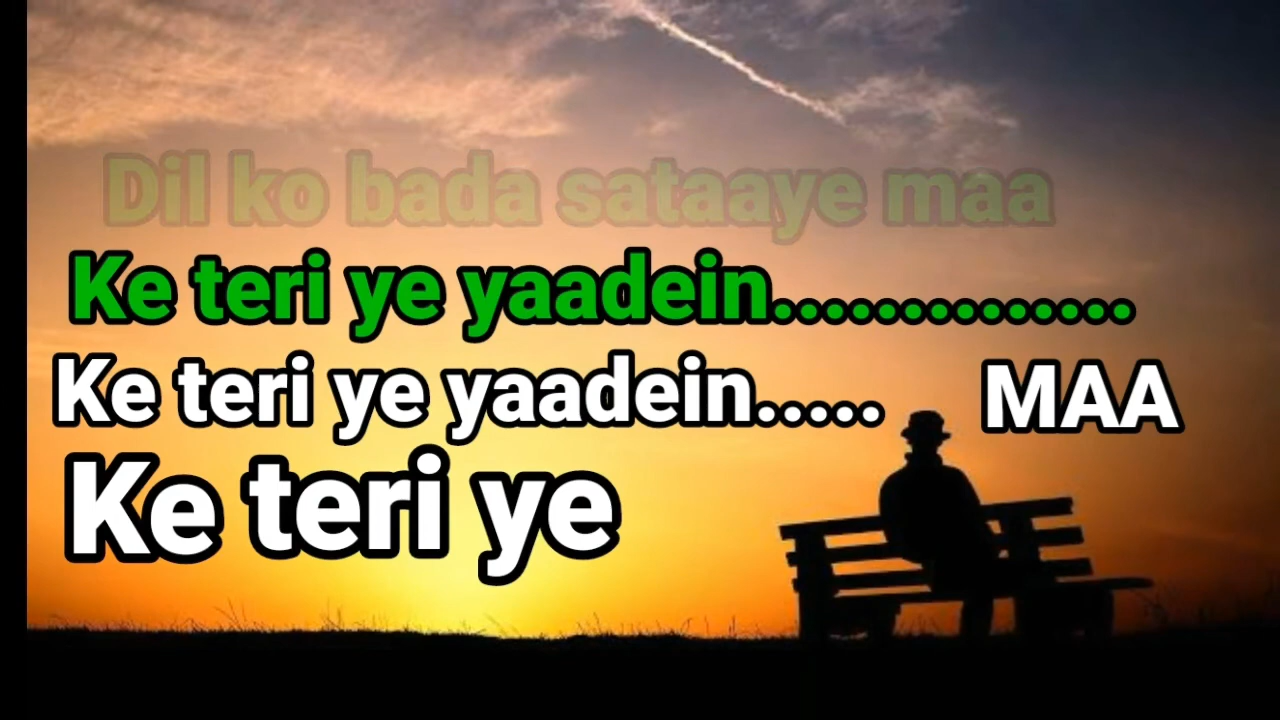 Dil ko bada sataaye maa
Ke teri ye yaadein..............
Ke teri ye yaadein..... MAA
Ke teri ye